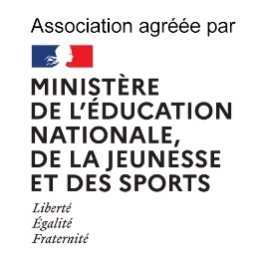 Association agréée par
MINISTÈRE
DE L'ÉDUCATION
NATIONALE,
DE LA JEUNESSE
ET DES SPORTS
Liberté
Égalité
Fraternité